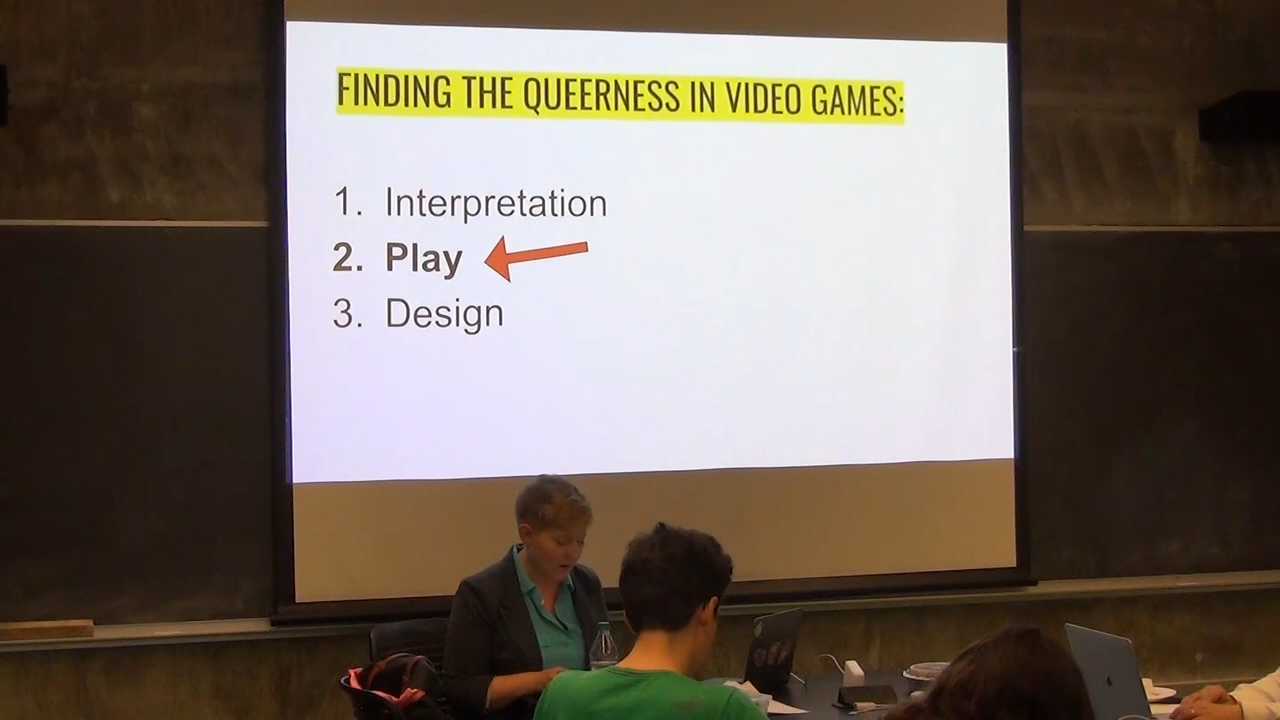 FINDING THE QUEERNESS IN VIDEO GAMES:
1. Interpretation
2. Play
3. Design